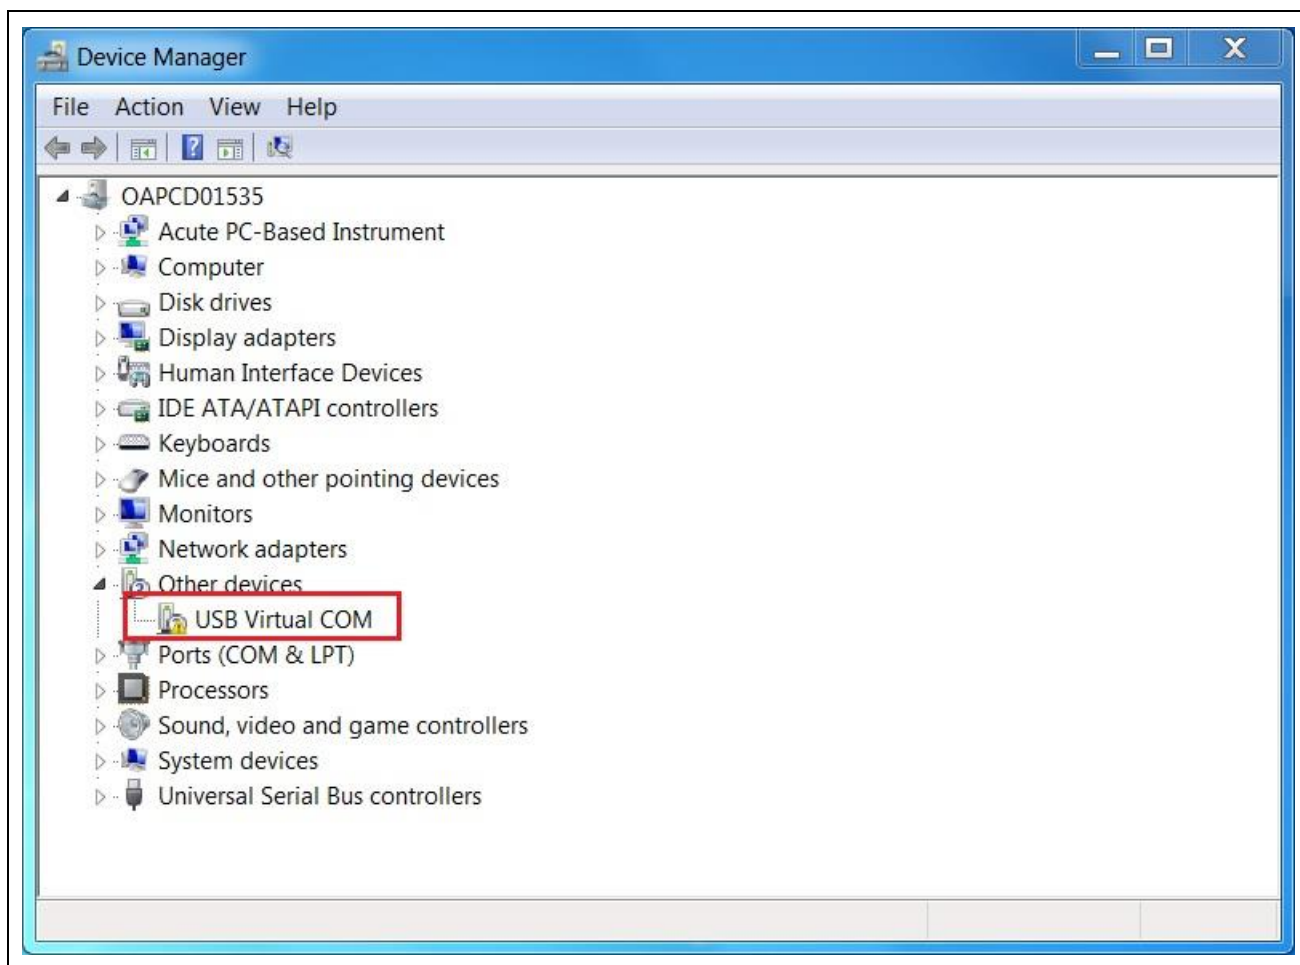 Device Manager
File Action View Help
OAPCD01535
Acute PC-Based Instrument
Computer
Disk drives
Display adapters
Human Interface Devices
IDE ATA/ATAPI controllers
Keyboards
Mice and other pointing devices
Monitors
Network adapters
Other devices
USB Virtual COM
Ports (COM & LPT)
Processors
Sound, video and game controllers
System devices
Universal Serial Bus controllers